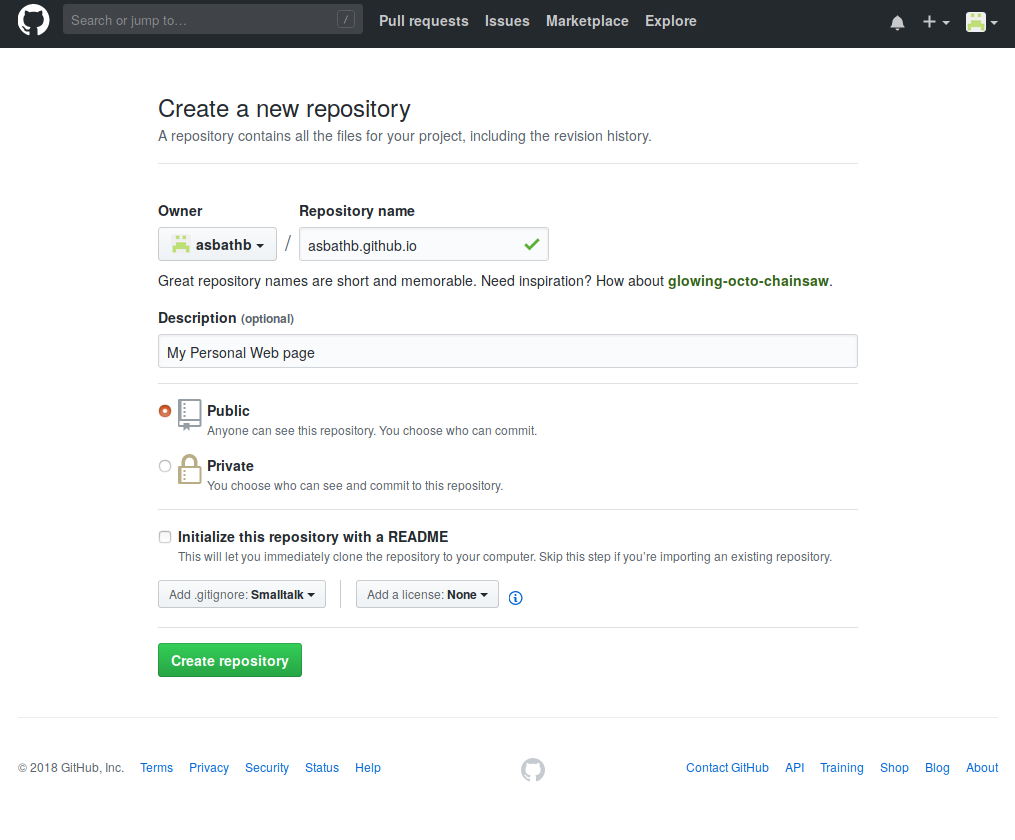 Search or jump to… /
Pull requests Issues Marketplace Explore
Create a new repository
A repository contains all the files for your project, including the revision history.
Owner Repository name
asbathb / asbathb.github.io
Great repository names are short and memorable. Need inspiration? How about glowing-octo-chainsaw.
Description (optional)
My Personal Web page
Public
Anyone can see this repository. You choose who can commit.
Private
You choose who can see and commit to this repository.
Initialize this repository with a README
This will let you immediately clone the repository to your computer. Skip this step if you’re importing an existing repository.
Add .gitignore: Smalltalk Add a license: None
Create repository
© 2018 GitHub, Inc. Terms Privacy Security Status Help Contact GitHub API Training Shop Blog About